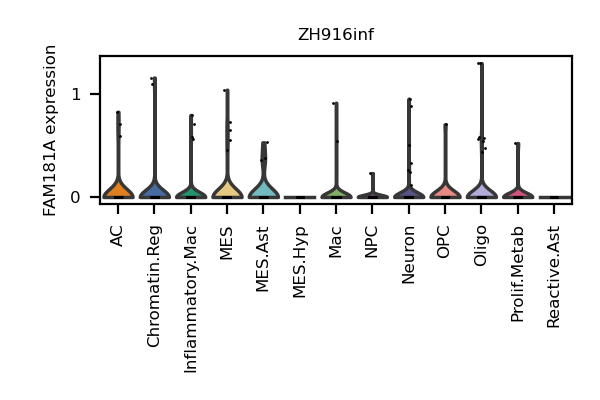 ZH916inf
FAM181A expression
1
0
AC
Chromatin.Reg
Inflammatory.Mac
MES
MES.Ast
MES.Hyp
Mac
NPC
Neuron
OPC
Oligo
Prolif.Metab
Reactive.Ast